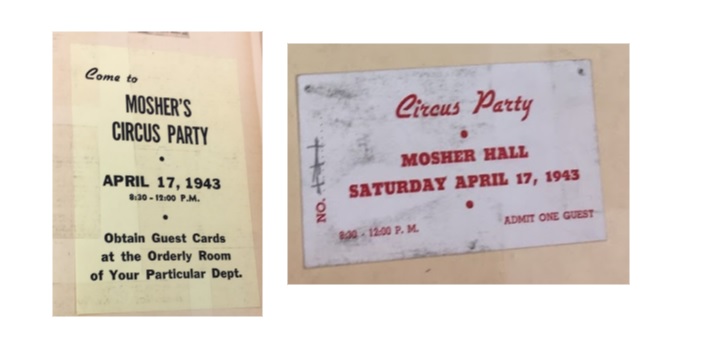 Come to
MOSHER'S
CIRCUS PARTY
•
APRIL 17, 1943
8:30 - 12:00 P.M.
•
Obtain Guest Cards
at the Orderly Room
of Your Particular Dept.
Circus Party
•
MOSHER HALL
SATURDAY APRIL 17, 1943
•
NO.
8:30 - 12:00 P. M.
ADMIT ONE GUEST